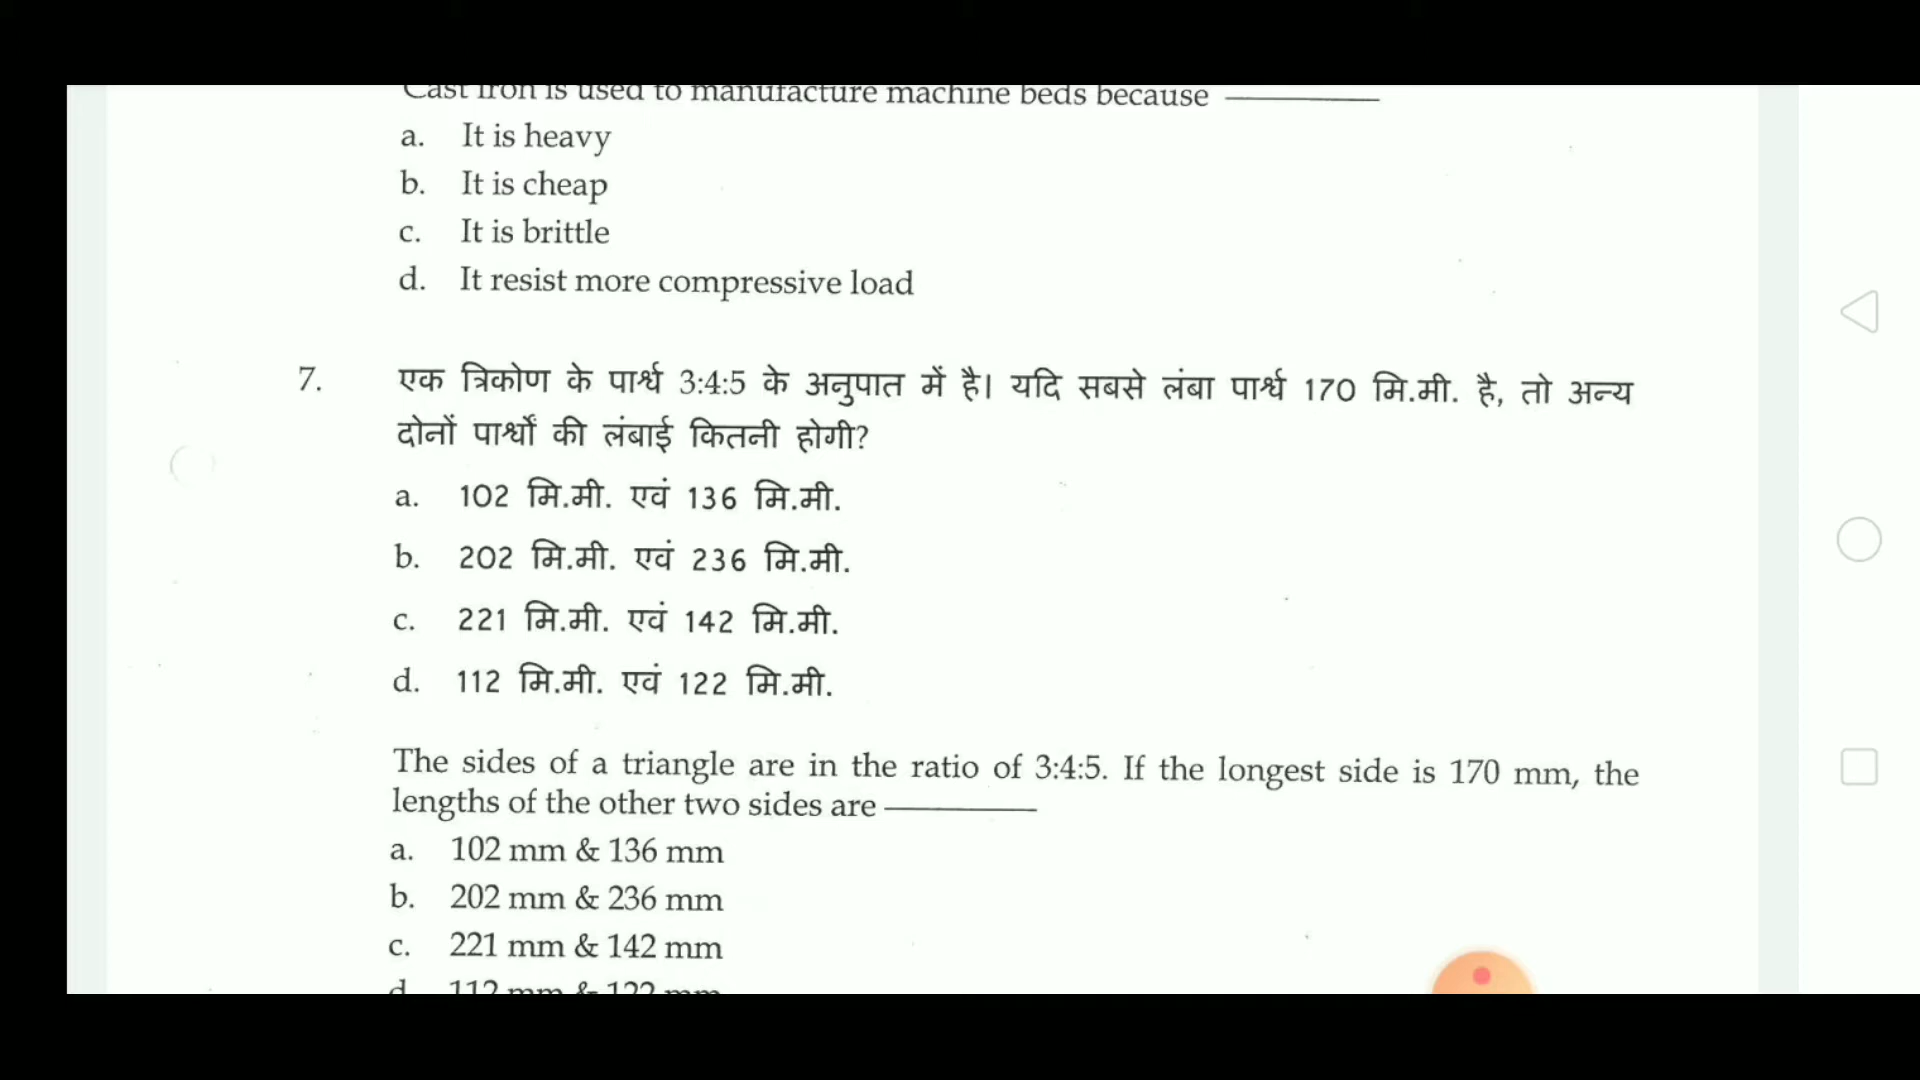 Cast iron is used to manufacture machine beds because
a. It is heavy
b. It is cheap
c. It is brittle
d. It resist more compressive load
7. एक त्रिकोण के पार्श्व 3:4:5 के अनुपात में है। यदि सबसे लंबा पार्श्व 170 मि.मी. है, तो अन्य
दोनों पार्श्वों की लंबाई कितनी होगी?
a. 102 मि.मी. एवं 136 मि.मी.
b. 202 मि.मी. एवं 236 मि.मी.
c. 221 मि.मी. एवं 142 मि.मी.
d. 112 मि.मी. एवं 122 मि.मी.
The sides of a triangle are in the ratio of 3:4:5. If the longest side is 170 mm, the
lengths of the other two sides are
a. 102 mm & 136 mm
b. 202 mm & 236 mm
c. 221 mm & 142 mm
d 112 mm & 122 mm